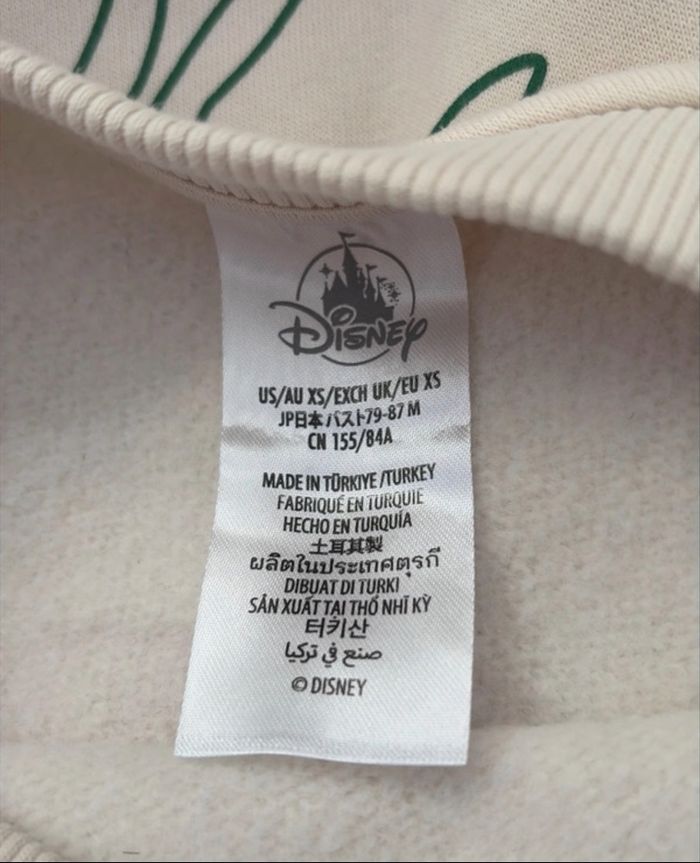 Disney
US/AU XS/EXCH UK/EU XS
JP日本バスト79-87 M
CN 155/84A
MADE IN TÜRKIYE /TURKEY
FABRIQUÉ EN TURQUIE
HECHO EN TURQUÍA
土耳其製
ผลิตในประเทศตุรกี
DIBUAT DI TURKI
SẢN XUẤT TẠI THỔ NHĨ KỲ
터키산
صنع في تركيا
© DISNEY